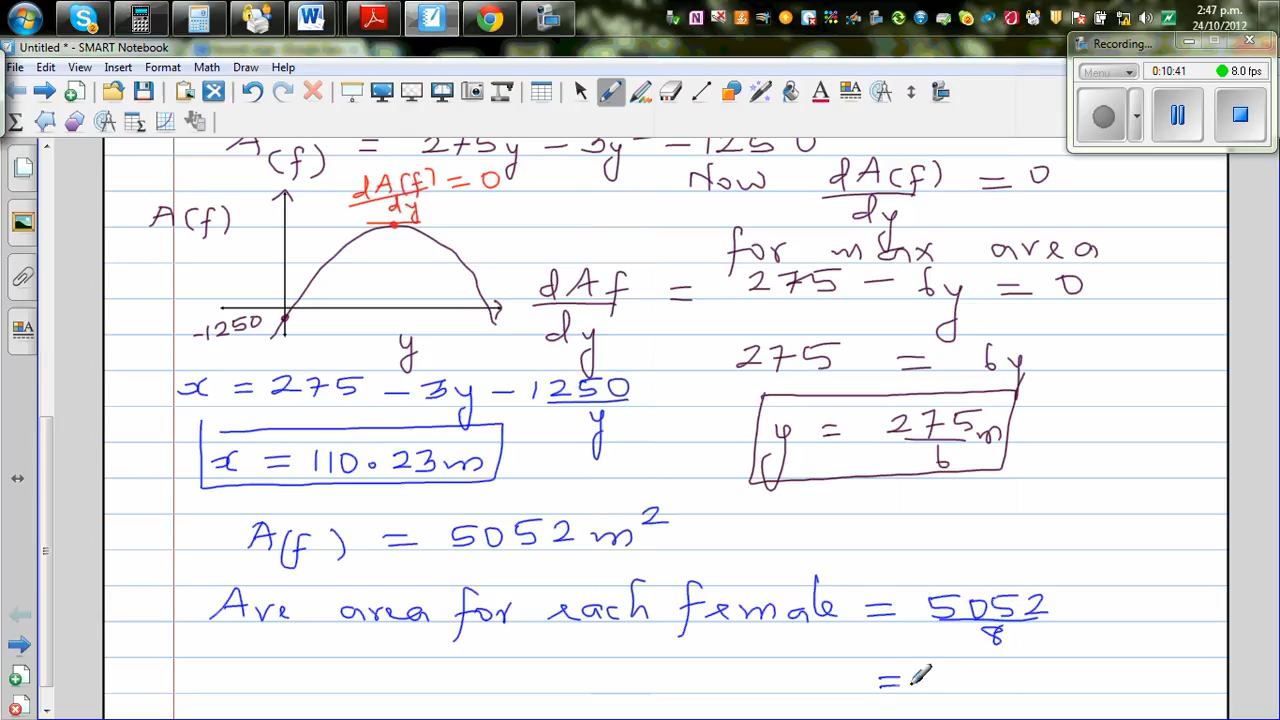 2:47 p.m.
24/10/2012
Untitled * - SMART Notebook
Recording...
File Edit View Insert Format Math Draw Help
Menu 0:10:41 8.0 fps
A(f) = 275y - 3y² - 1250
dA(f)/dy = 0
Now dA(f)/dy = 0
A(f)
for max area
dAf/dy = 275 - 6y = 0
-1250
y
275 = 6y
x = 275 - 3y - 1250/y
y = 275/6 m
x = 110.23m
A(f) = 5052 m²
Ave area for each female = 5052/8
=